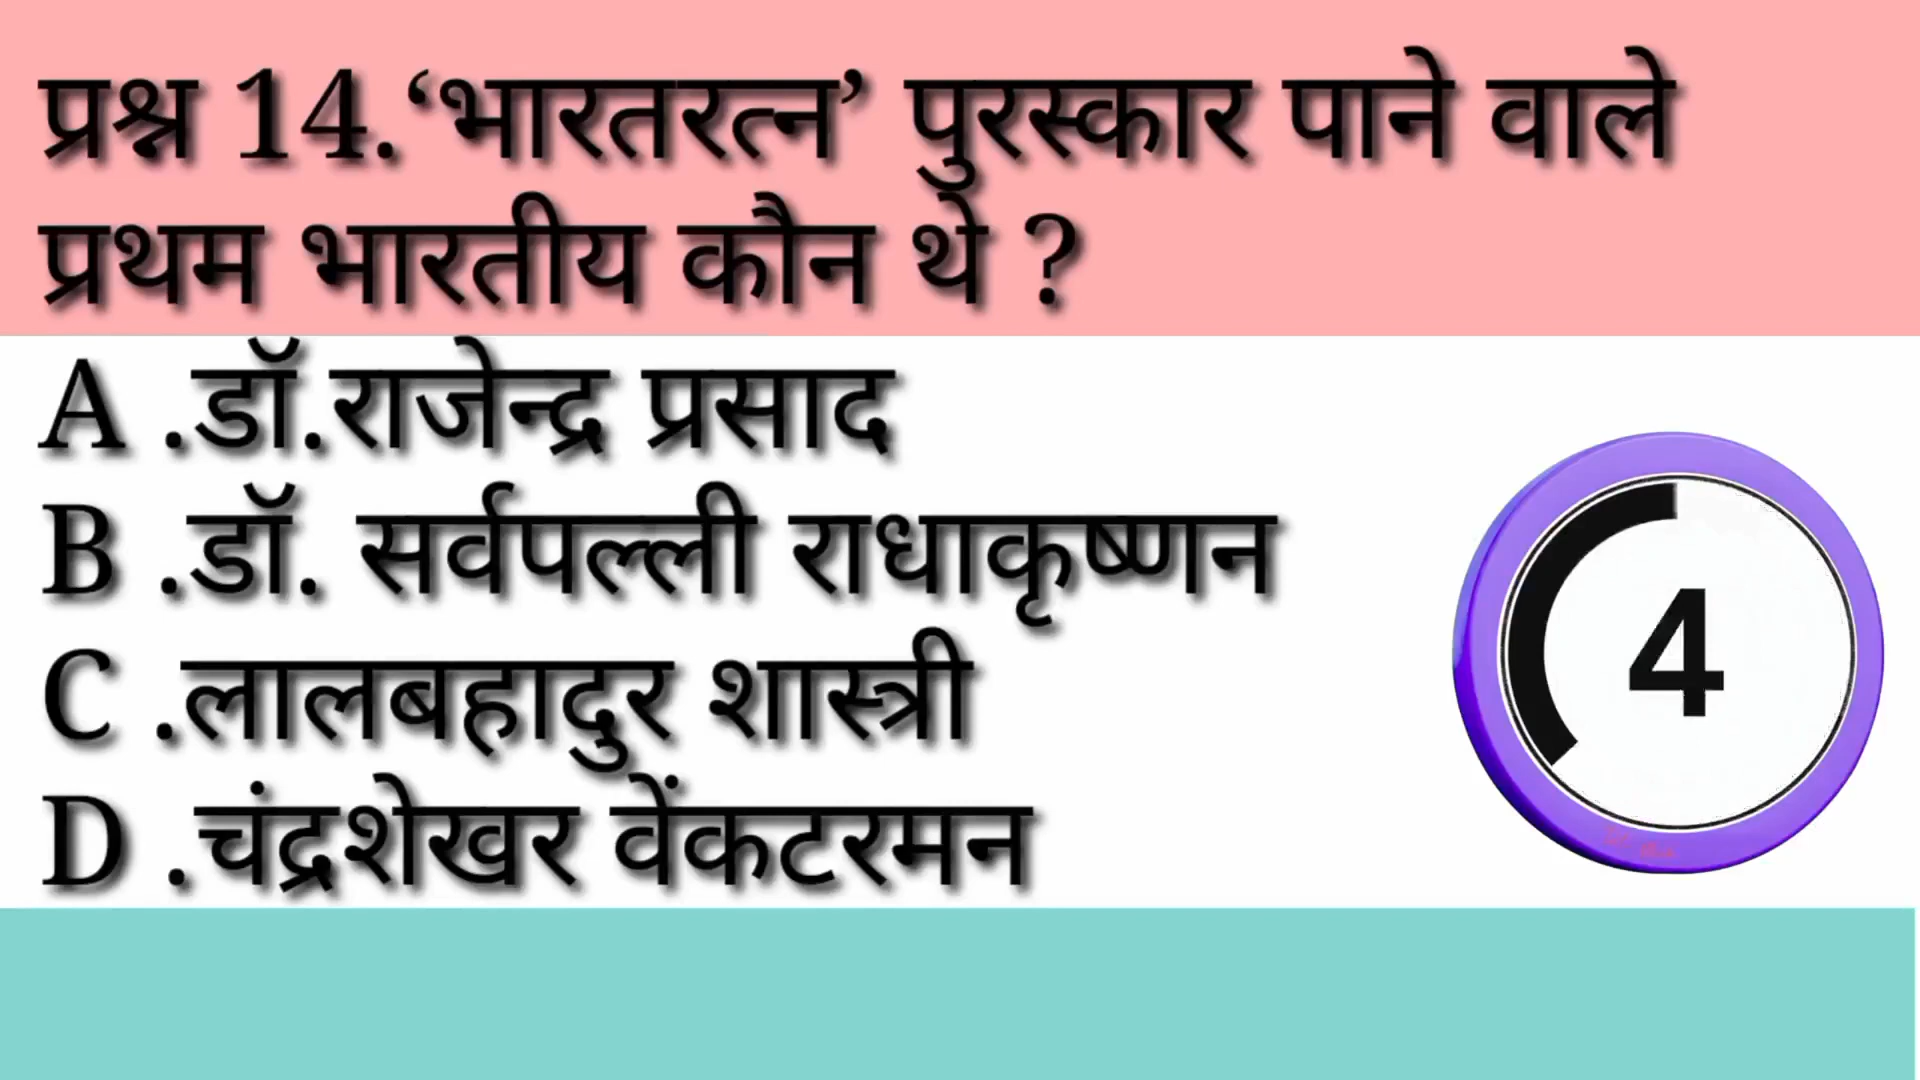 प्रश्न 14.‘भारतरत्न’ पुरस्कार पाने वाले
प्रथम भारतीय कौन थे ?
A .डॉ.राजेन्द्र प्रसाद
B .डॉ. सर्वपल्ली राधाकृष्णन
C .लालबहादुर शास्त्री
D .चंद्रशेखर वेंकटरमन
4